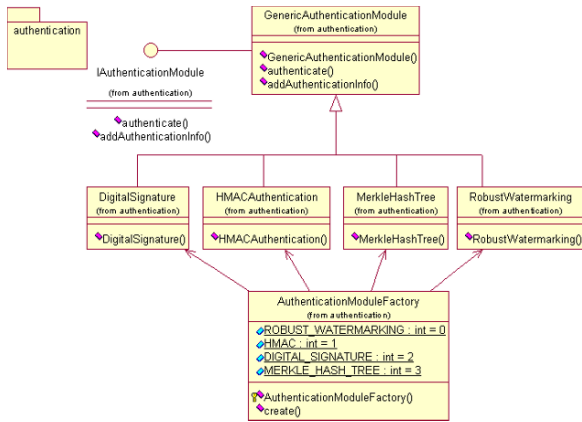 authentication
GenericAuthenticationModule
(from authentication)
GenericAuthenticationModule()
authenticate()
addAuthenticationInfo()
IAuthenticationModule
(from authentication)
authenticate()
addAuthenticationInfo()
DigitalSignature
(from authentication)
DigitalSignature()
HMACAuthentication
(from authentication)
HMACAuthentication()
MerkleHashTree
(from authentication)
MerkleHashTree()
RobustWatermarking
(from authentication)
RobustWatermarking()
AuthenticationModuleFactory
(from authentication)
ROBUST_WATERMARKING : int = 0
HMAC : int = 1
DIGITAL_SIGNATURE : int = 2
MERKLE_HASH_TREE : int = 3
AuthenticationModuleFactory()
create()